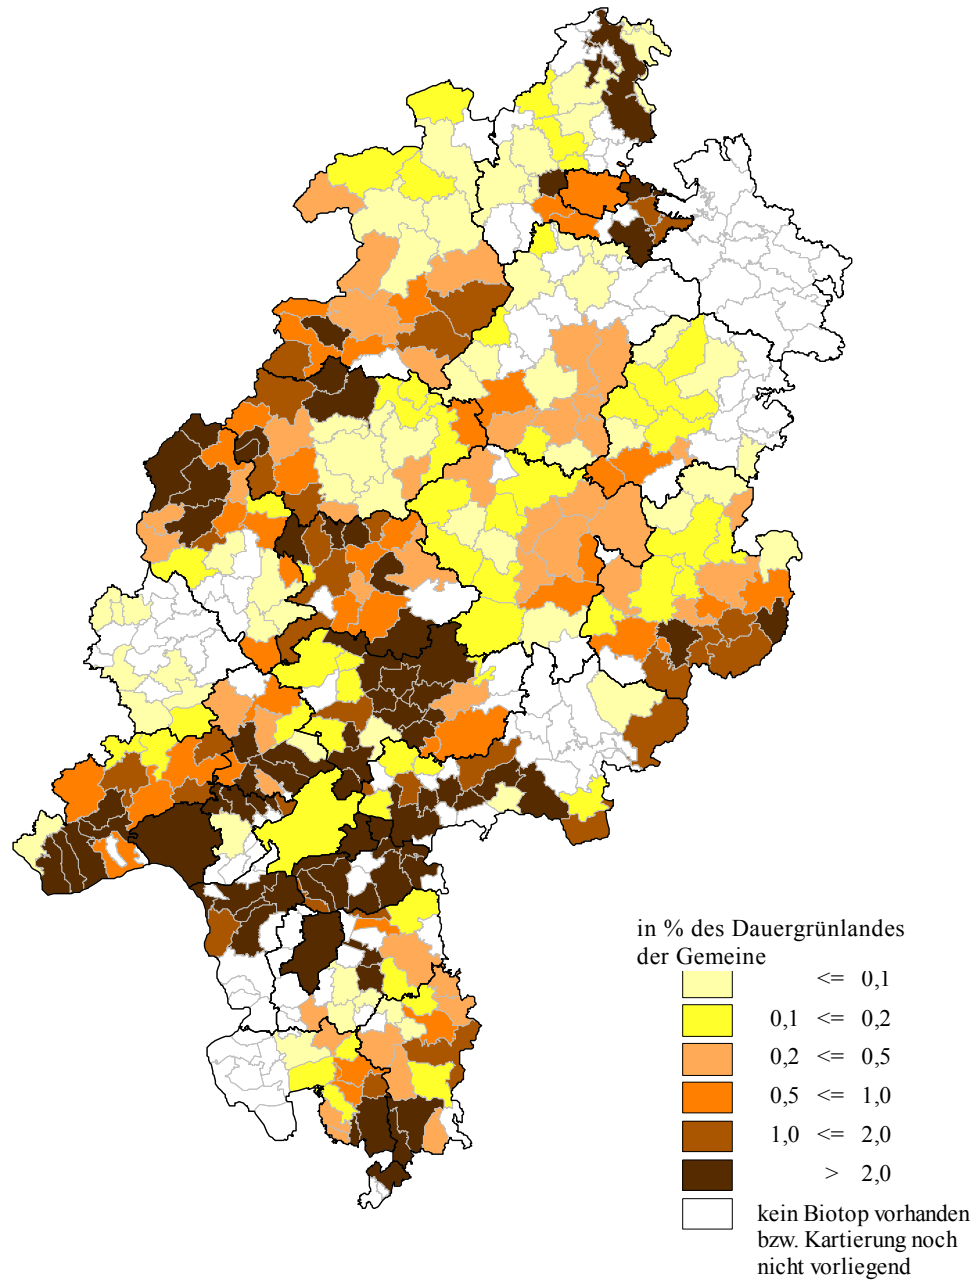 in % des Dauergrünlandes
der Gemeine
<= 0,1
0,1 <= 0,2
0,2 <= 0,5
0,5 <= 1,0
1,0 <= 2,0
> 2,0
kein Biotop vorhanden
bzw. Kartierung noch
nicht vorliegend